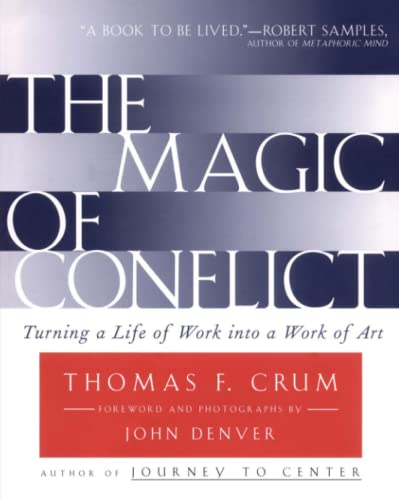 “A BOOK TO BE LIVED.”—ROBERT SAMPLES,
AUTHOR OF METAPHORIC MIND
THE
MAGIC
OF
CONFLICT
Turning a Life of Work into a Work of Art
THOMAS F. CRUM
FOREWORD AND PHOTOGRAPHS BY
JOHN DENVER
AUTHOR OF JOURNEY TO CENTER